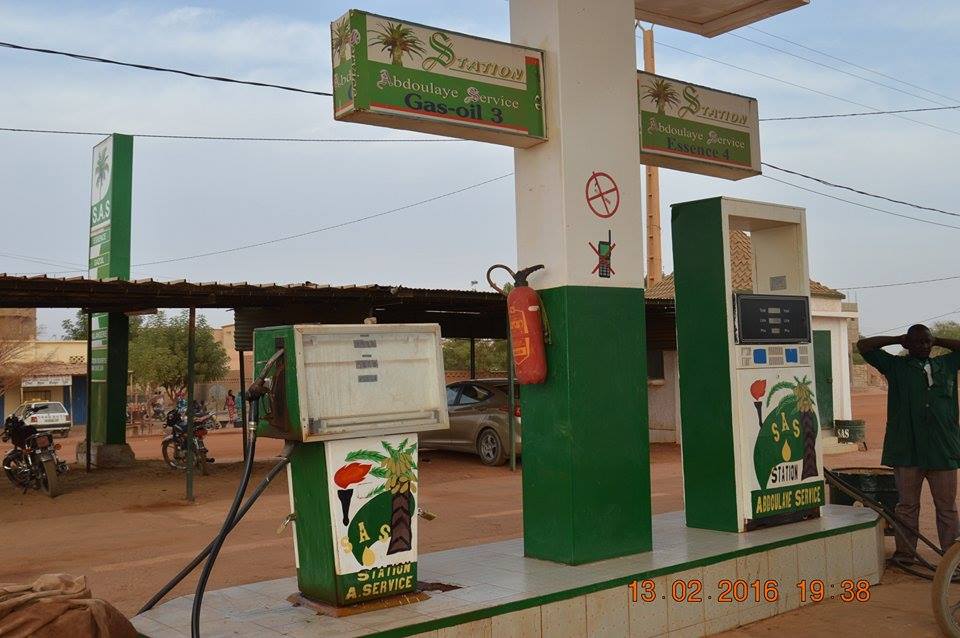 STATION
Abdoulaye Service
Gas-oil 3
STATION
Abdoulaye Service
Essence 4
S.A.S
SAS
STATION
ABDOULAYE SERVICE
SAS
SAS
STATION
A. SERVICE
13.02.2016 19:38